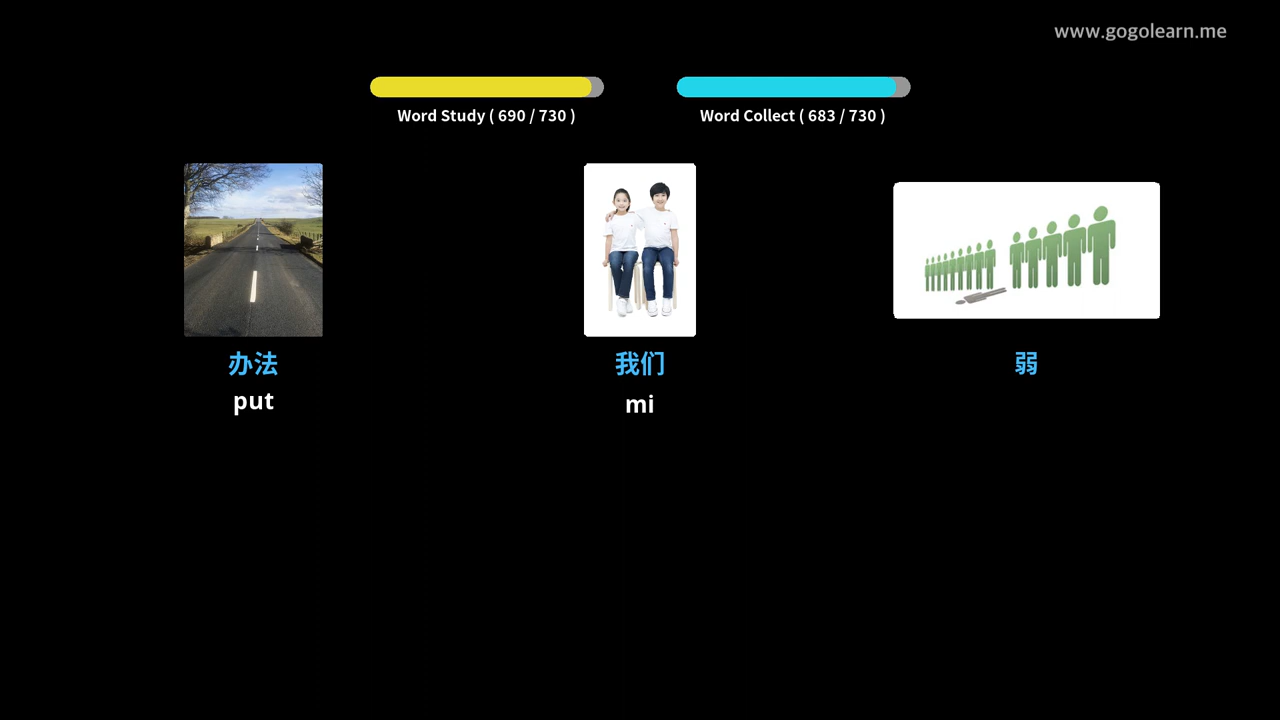 www.gogolearn.me
Word Study ( 690 / 730 )
Word Collect ( 683 / 730 )
办法
我们
弱
put
mi